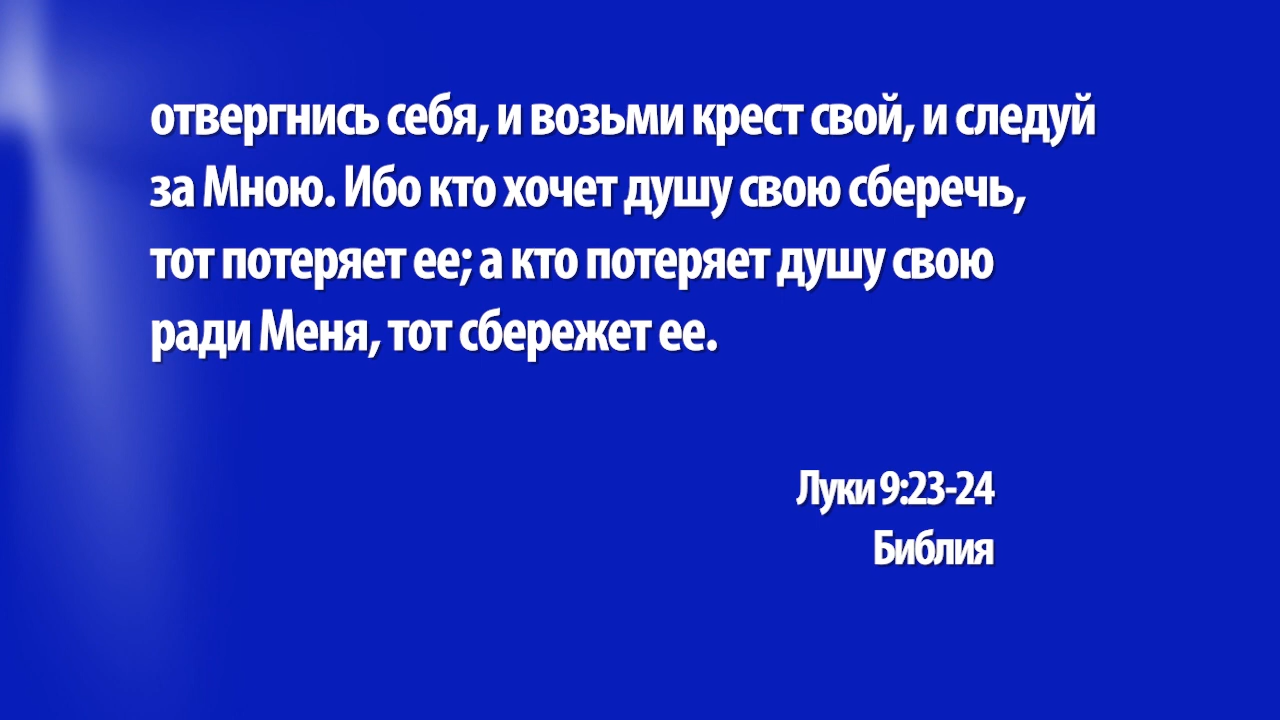 отвергнись себя, и возьми крест свой, и следуй
за Мною. Ибо кто хочет душу свою сберечь,
тот потеряет ее; а кто потеряет душу свою
ради Меня, тот сбережет ее.
Луки 9:23-24
Библия